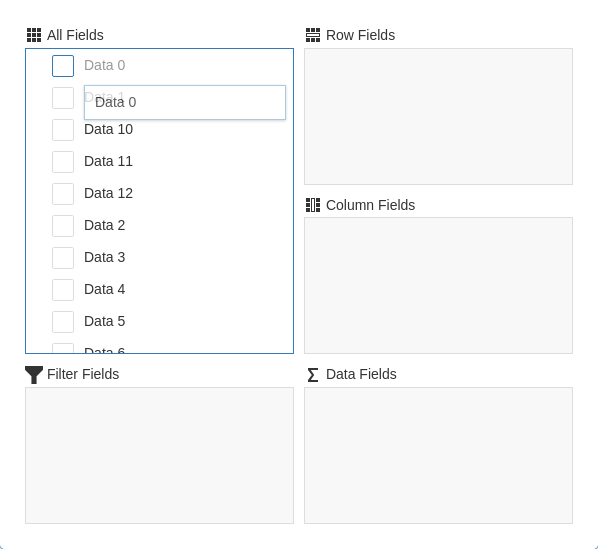 All Fields
Data 0
Data 1
Data 0
Data 10
Data 11
Data 12
Data 2
Data 3
Data 4
Data 5
Data 6
Row Fields
Column Fields
Filter Fields
Data Fields